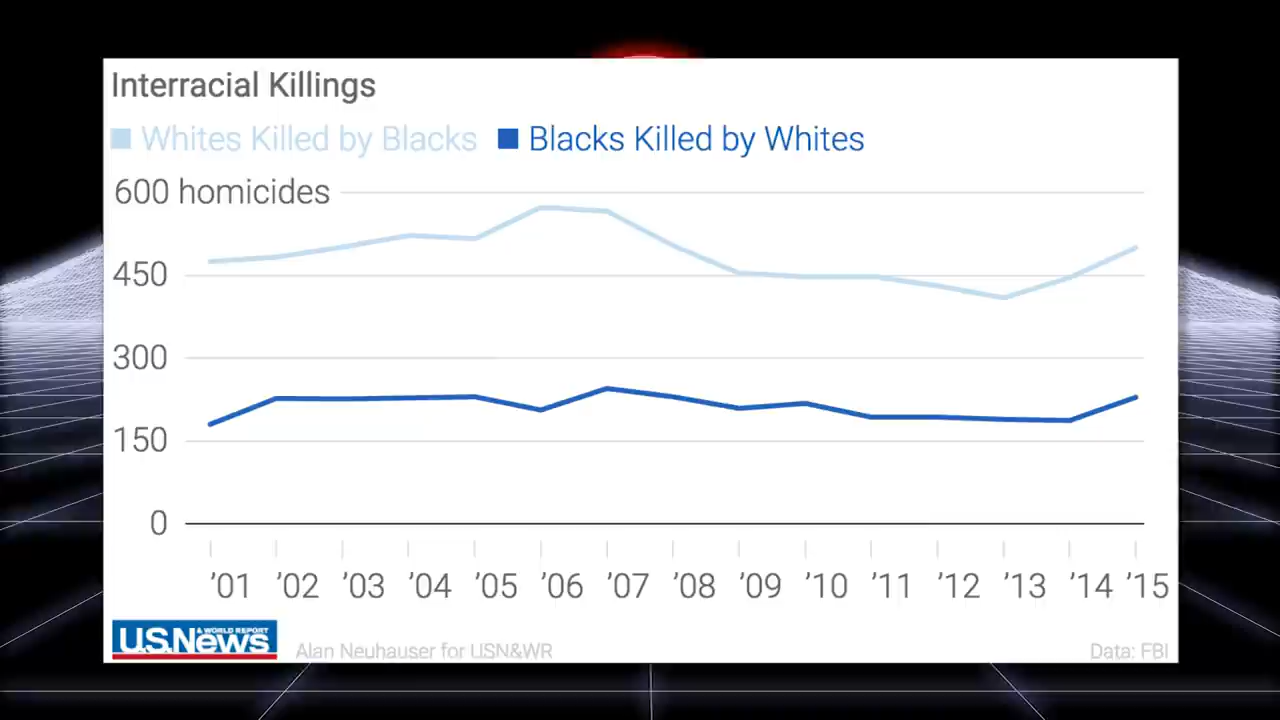 Interracial Killings
Whites Killed by Blacks Blacks Killed by Whites
600 homicides
450
300
150
0
’01 ’02 ’03 ’04 ’05 ’06 ’07 ’08 ’09 ’10 ’11 ’12 ’13 ’14 ’15
U.S.News & WORLD REPORT Alan Neuhauser for USN&WR Data: FBI